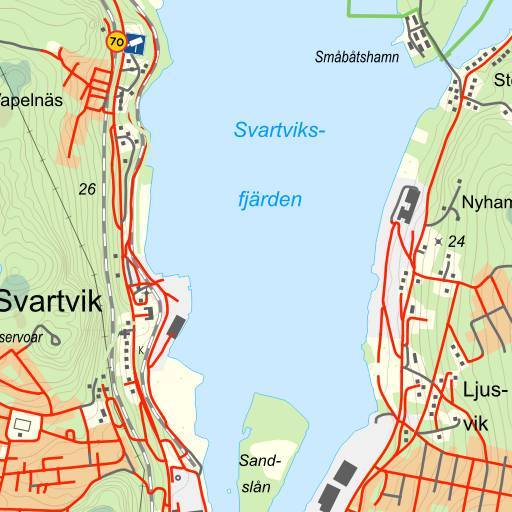 70
Småbåtshamn
Vapelnäs
Svartviks-
26
fjärden
Nyham
24
Svartvik
servoar
K
Ljus-
vik
Sand-
slån